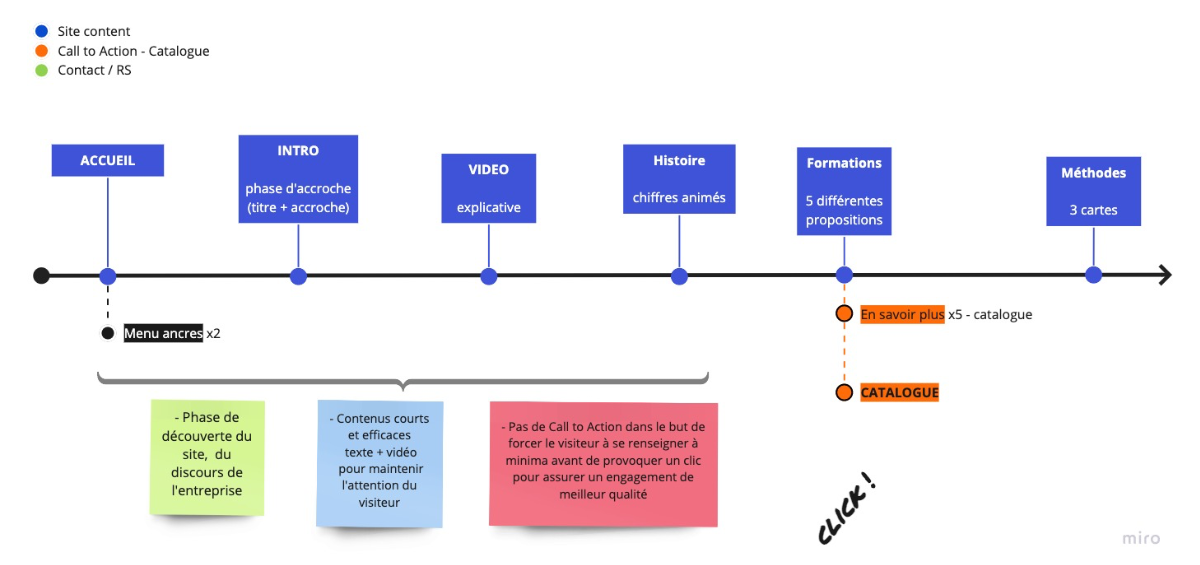 Site content
Call to Action - Catalogue
Contact / RS
ACCUEIL
INTRO
phase d'accroche
(titre + accroche)
VIDEO
explicative
Histoire
chiffres animés
Formations
5 différentes
propositions
Méthodes
3 cartes
Menu ancres x2
En savoir plus x5 - catalogue
CATALOGUE
- Phase de
découverte du
site, du
discours de
l'entreprise
- Contenus courts
et efficaces
texte + vidéo
pour maintenir
l'attention du
visiteur
- Pas de Call to Action dans le but de
forcer le visiteur à se renseigner à
minima avant de provoquer un clic
pour assurer un engagement de
meilleur qualité
CLICK!
miro